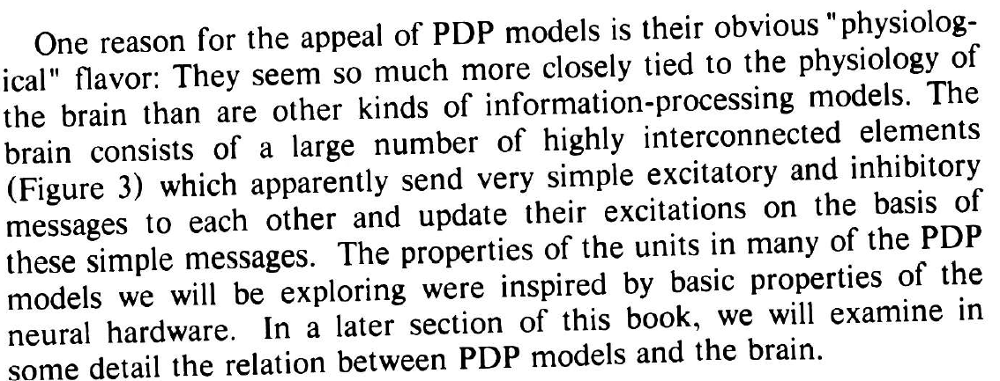 One reason for the appeal of PDP models is their obvious "physiolog-
ical" flavor: They seem so much more closely tied to the physiology of
the brain than are other kinds of information-processing models. The
brain consists of a large number of highly interconnected elements
(Figure 3) which apparently send very simple excitatory and inhibitory
messages to each other and update their excitations on the basis of
these simple messages. The properties of the units in many of the PDP
models we will be exploring were inspired by basic properties of the
neural hardware. In a later section of this book, we will examine in
some detail the relation between PDP models and the brain.